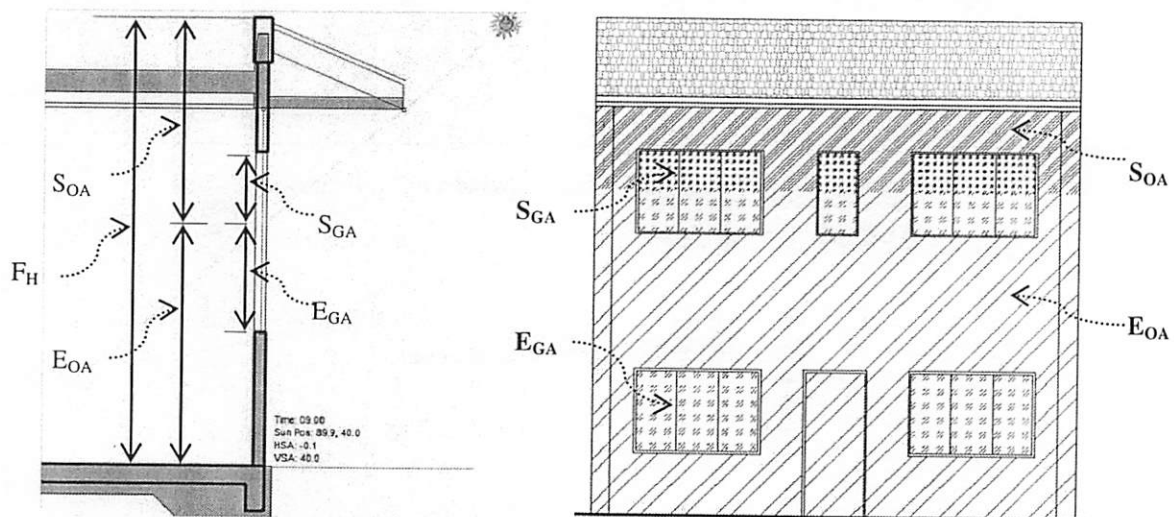 S_OA
S_GA
F_H
E_GA
E_OA
Time: 09:00
Sun Pos: 89.9, 40.0
HSA: -0.1
VSA: 40.0
S_GA
S_OA
E_GA
E_OA